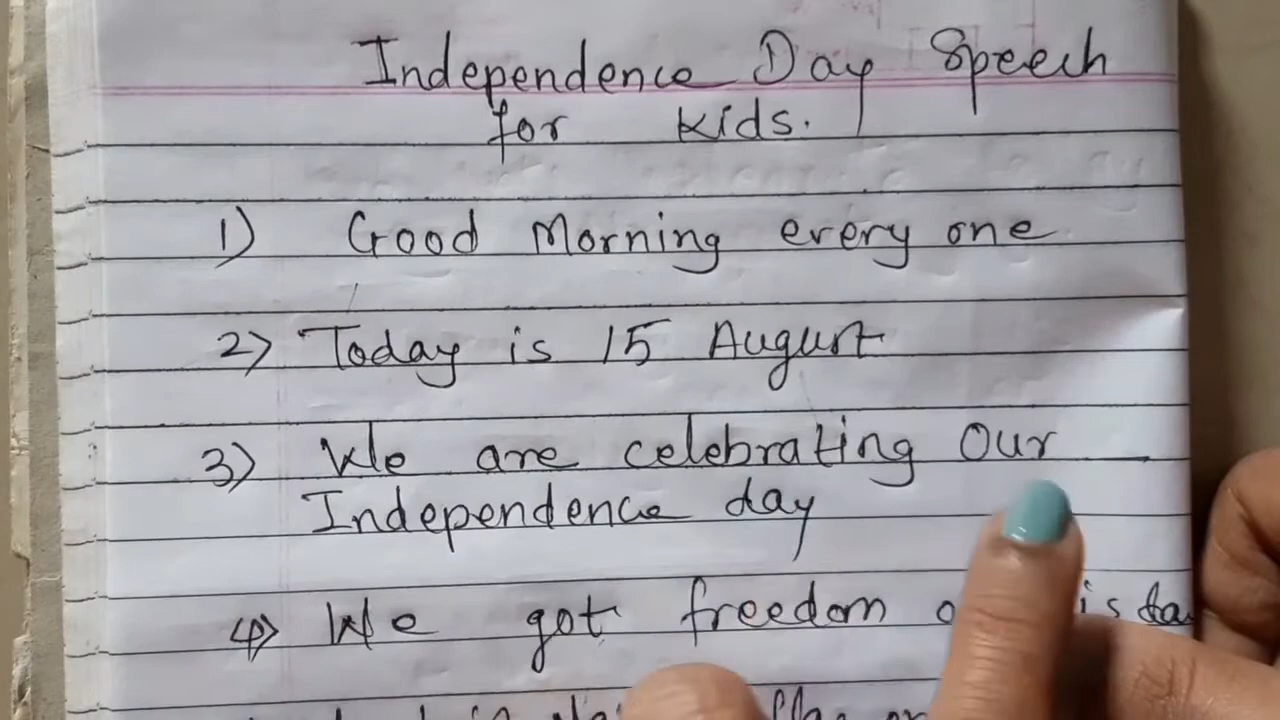 Independence Day Speech
for kids.
1) Good Morning every one
2) Today is 15 August
3) We are celebrating Our
Independence day
4) We got freedom